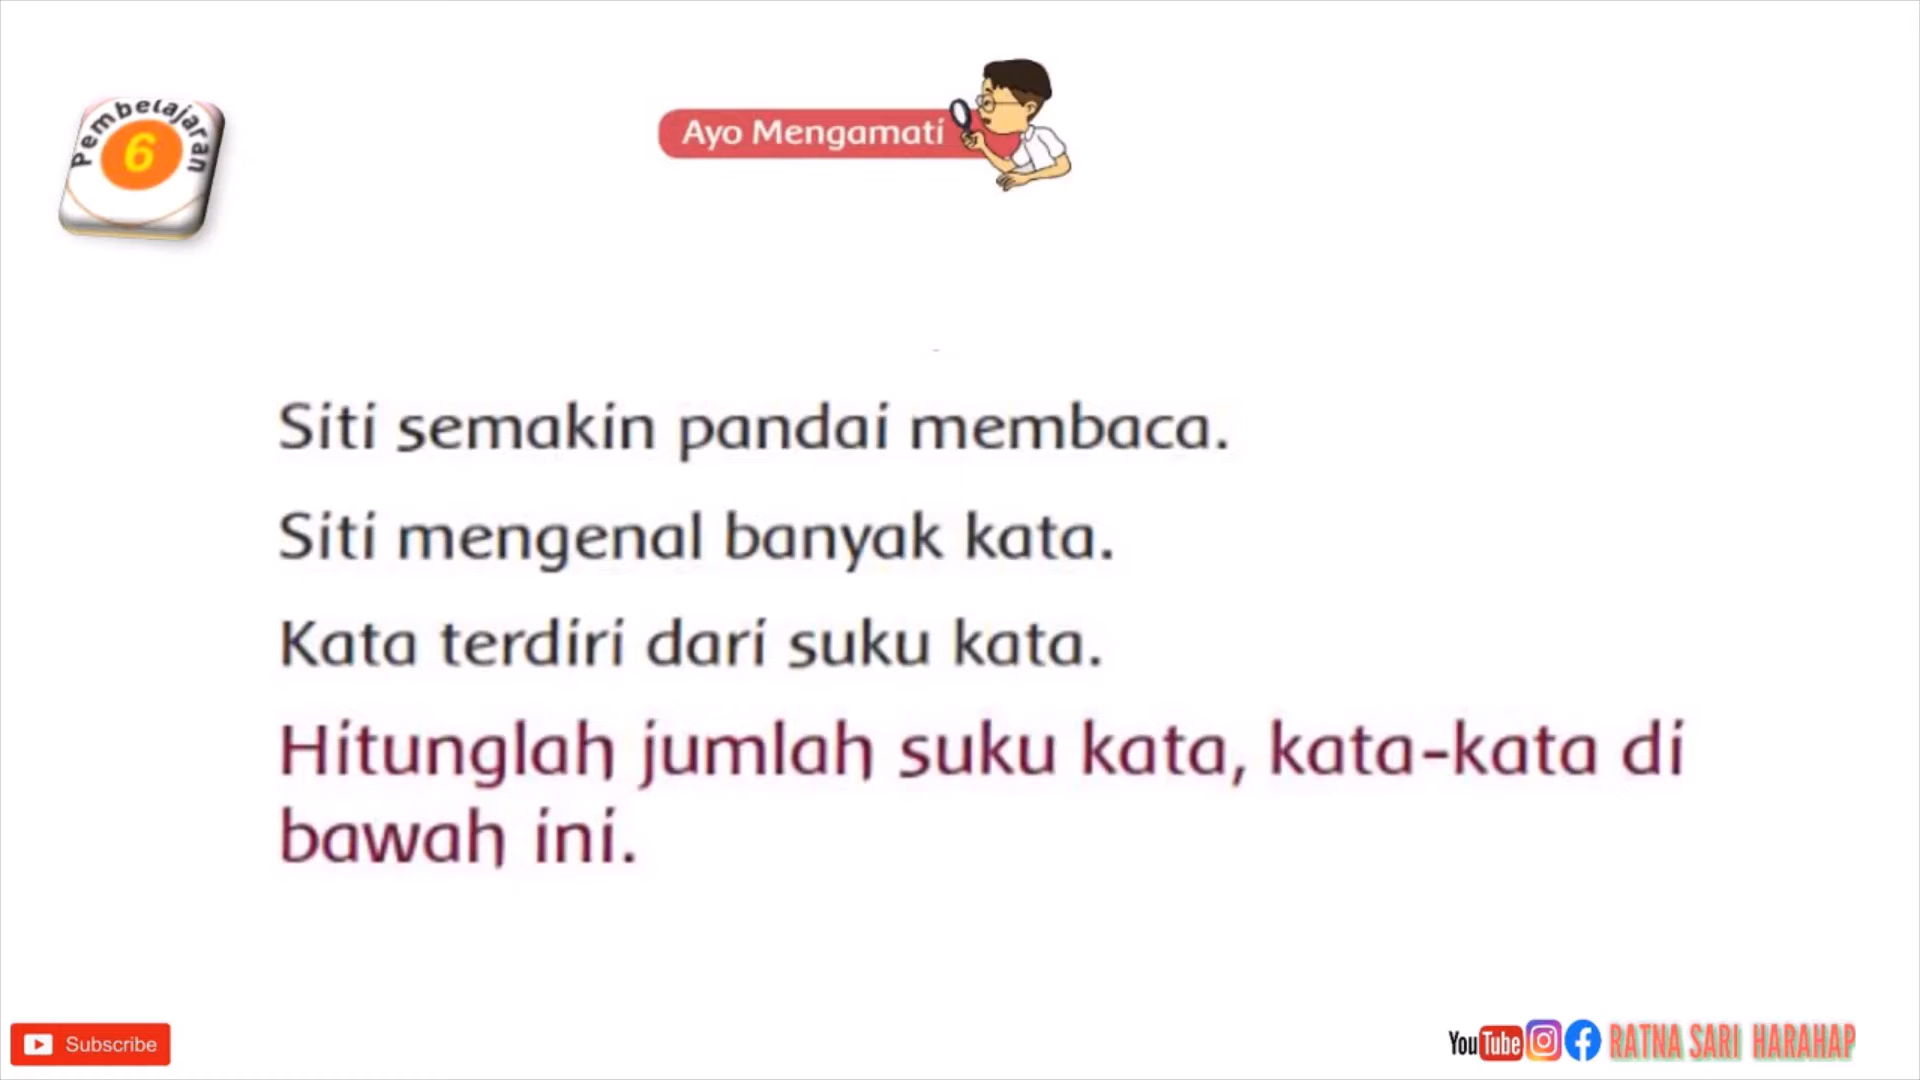 Pembelajaran
6
Ayo Mengamati
Siti semakin pandai membaca.
Siti mengenal banyak kata.
Kata terdiri dari suku kata.
Hitunglah jumlah suku kata, kata-kata di
bawah ini.
Subscribe
YouTube RATNA SARI HARAHAP